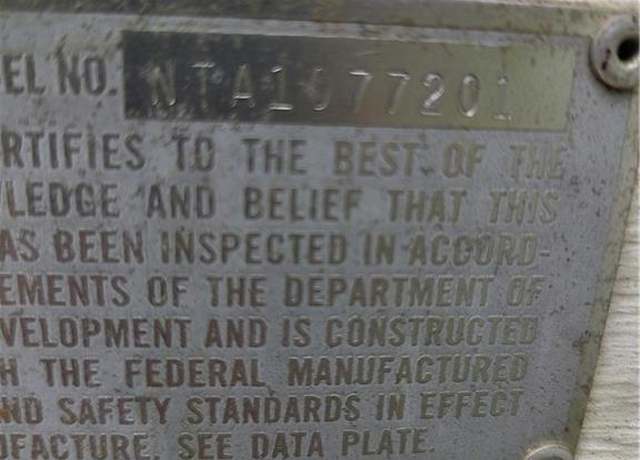 EL NO.
RTIFIES TO THE BEST OF THE
LEDGE AND BELIEF THAT THIS
AS BEEN INSPECTED IN ACCORD-
EMENTS OF THE DEPARTMENT OF
VELOPMENT AND IS CONSTRUCTED
H THE FEDERAL MANUFACTURED
ND SAFETY STANDARDS IN EFFECT
UFACTURE. SEE DATA PLATE.